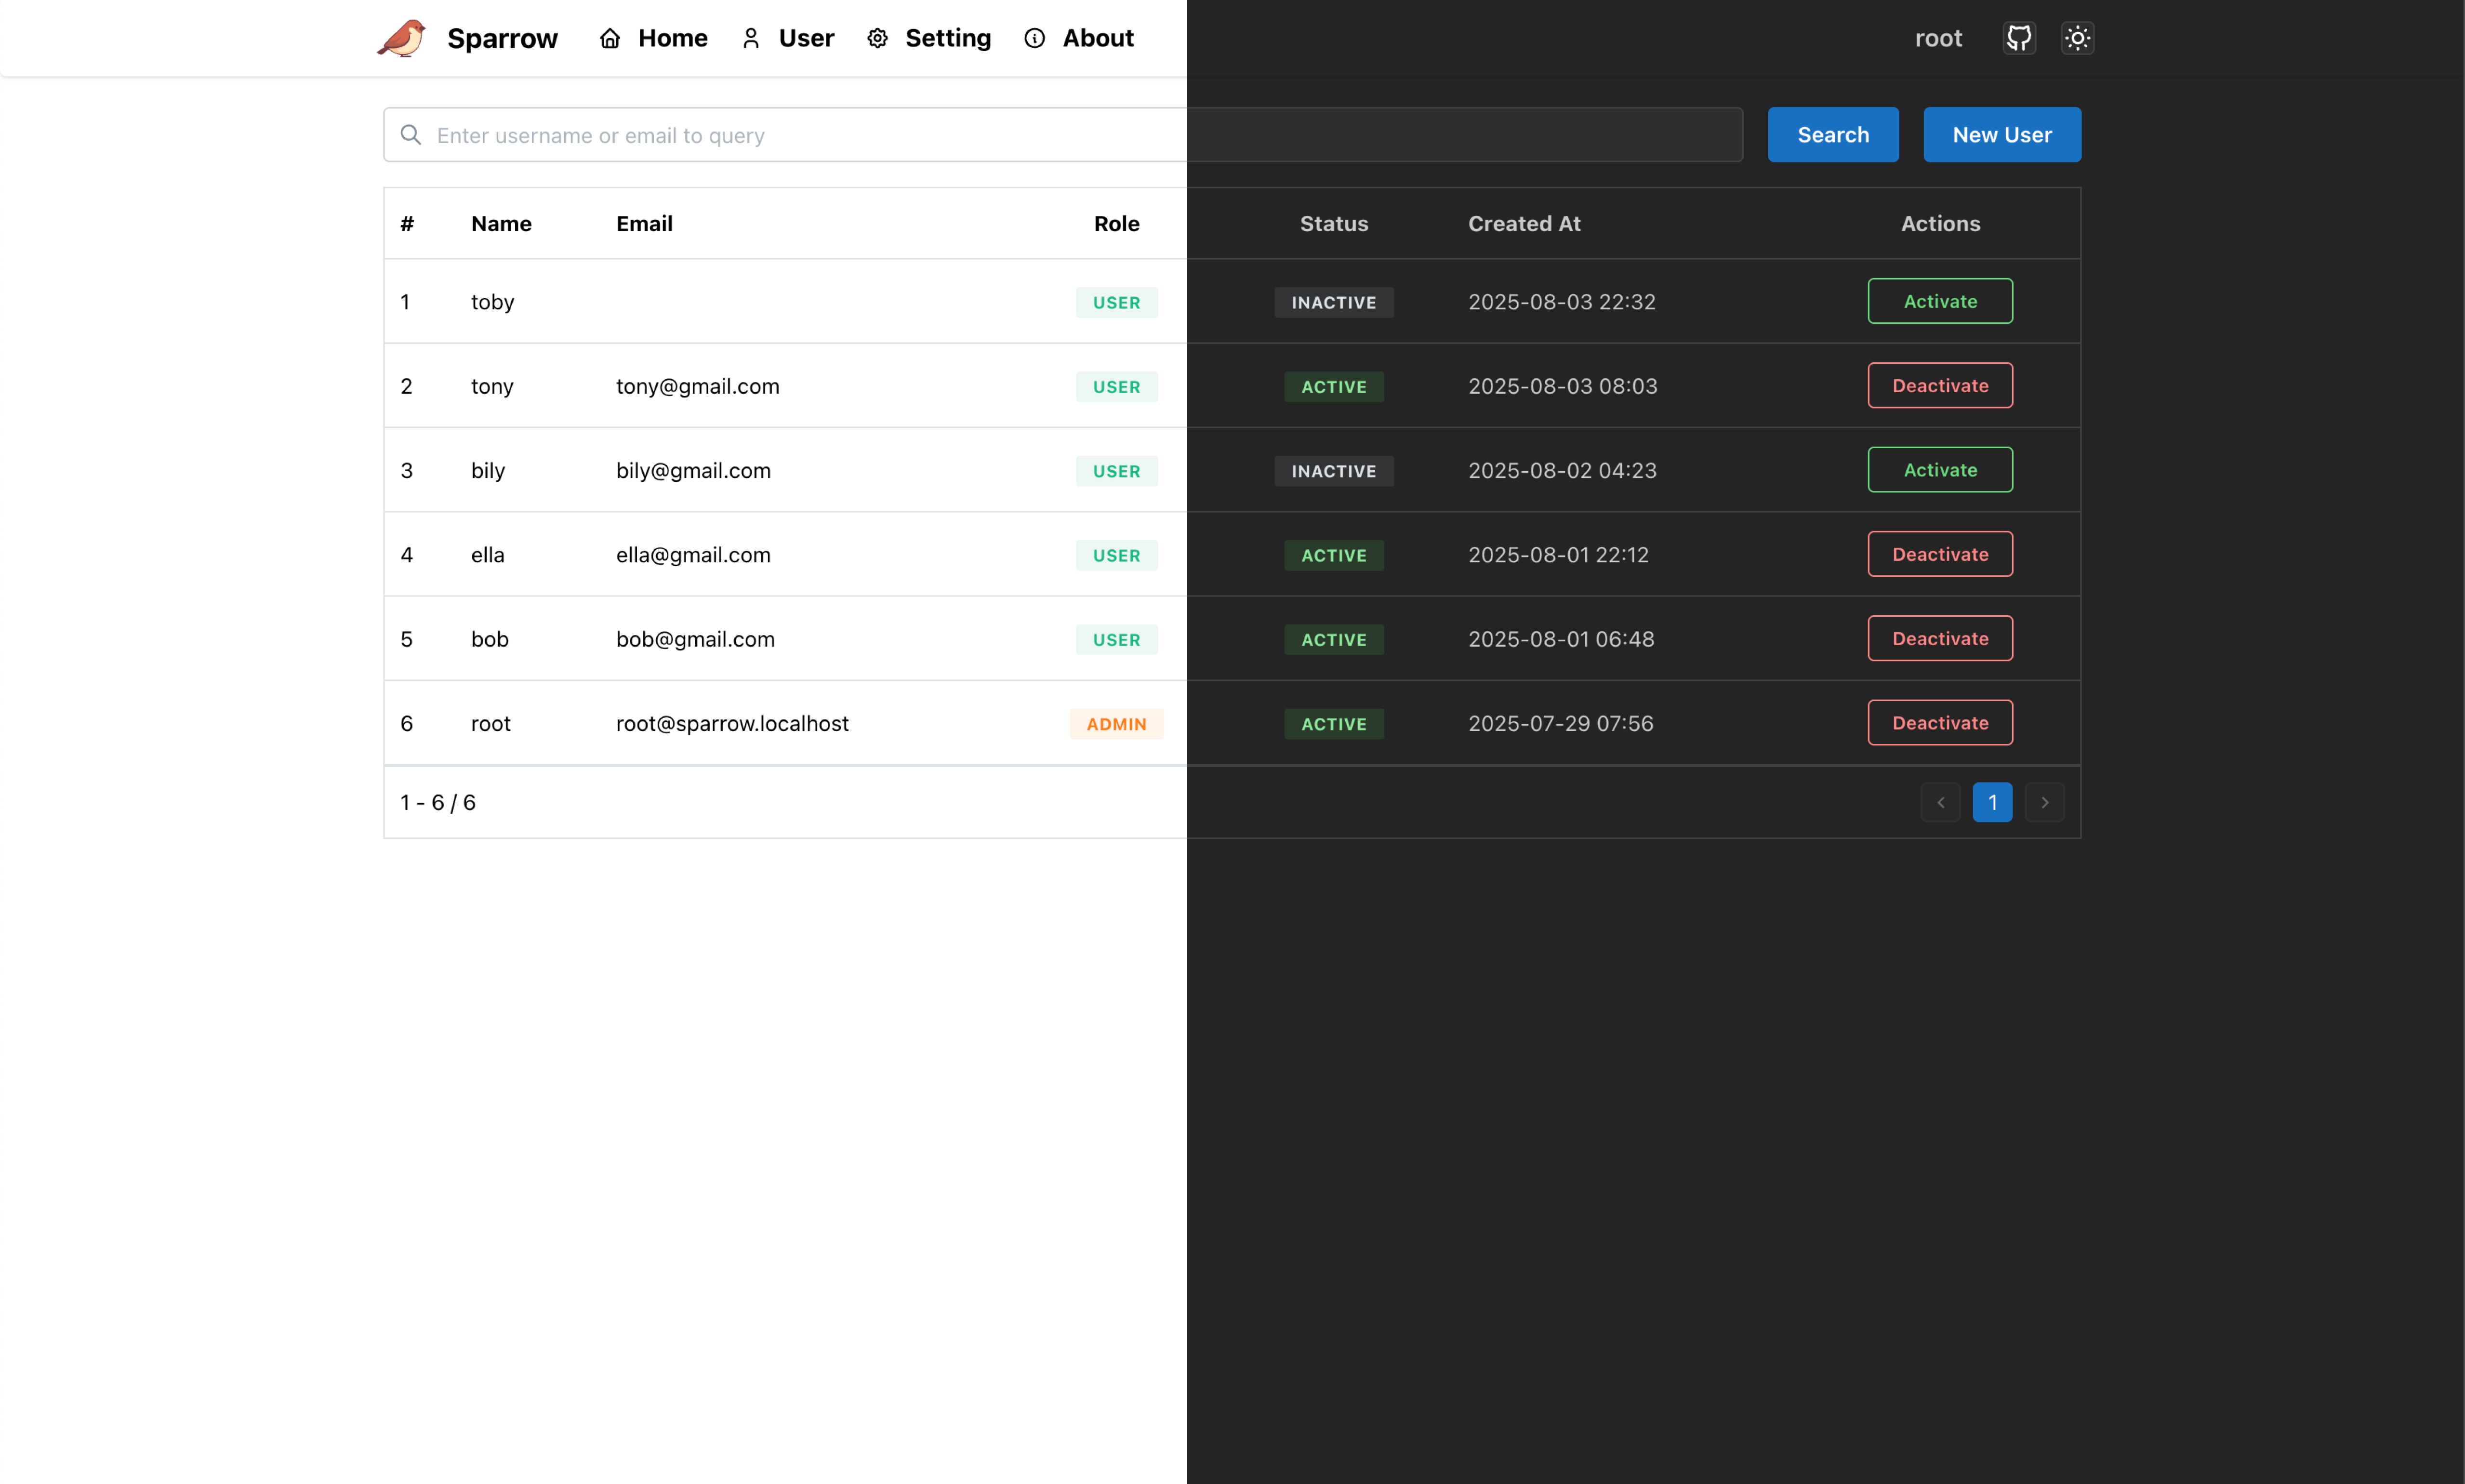 Sparrow Home User Setting About root
Enter username or email to query Search New User
# Name Email Role Status Created At Actions
1 toby USER INACTIVE 2025-08-03 22:32 Activate
2 tony tony@gmail.com USER ACTIVE 2025-08-03 08:03 Deactivate
3 bily bily@gmail.com USER INACTIVE 2025-08-02 04:23 Activate
4 ella ella@gmail.com USER ACTIVE 2025-08-01 22:12 Deactivate
5 bob bob@gmail.com USER ACTIVE 2025-08-01 06:48 Deactivate
6 root root@sparrow.localhost ADMIN ACTIVE 2025-07-29 07:56 Deactivate
1 - 6 / 6 1